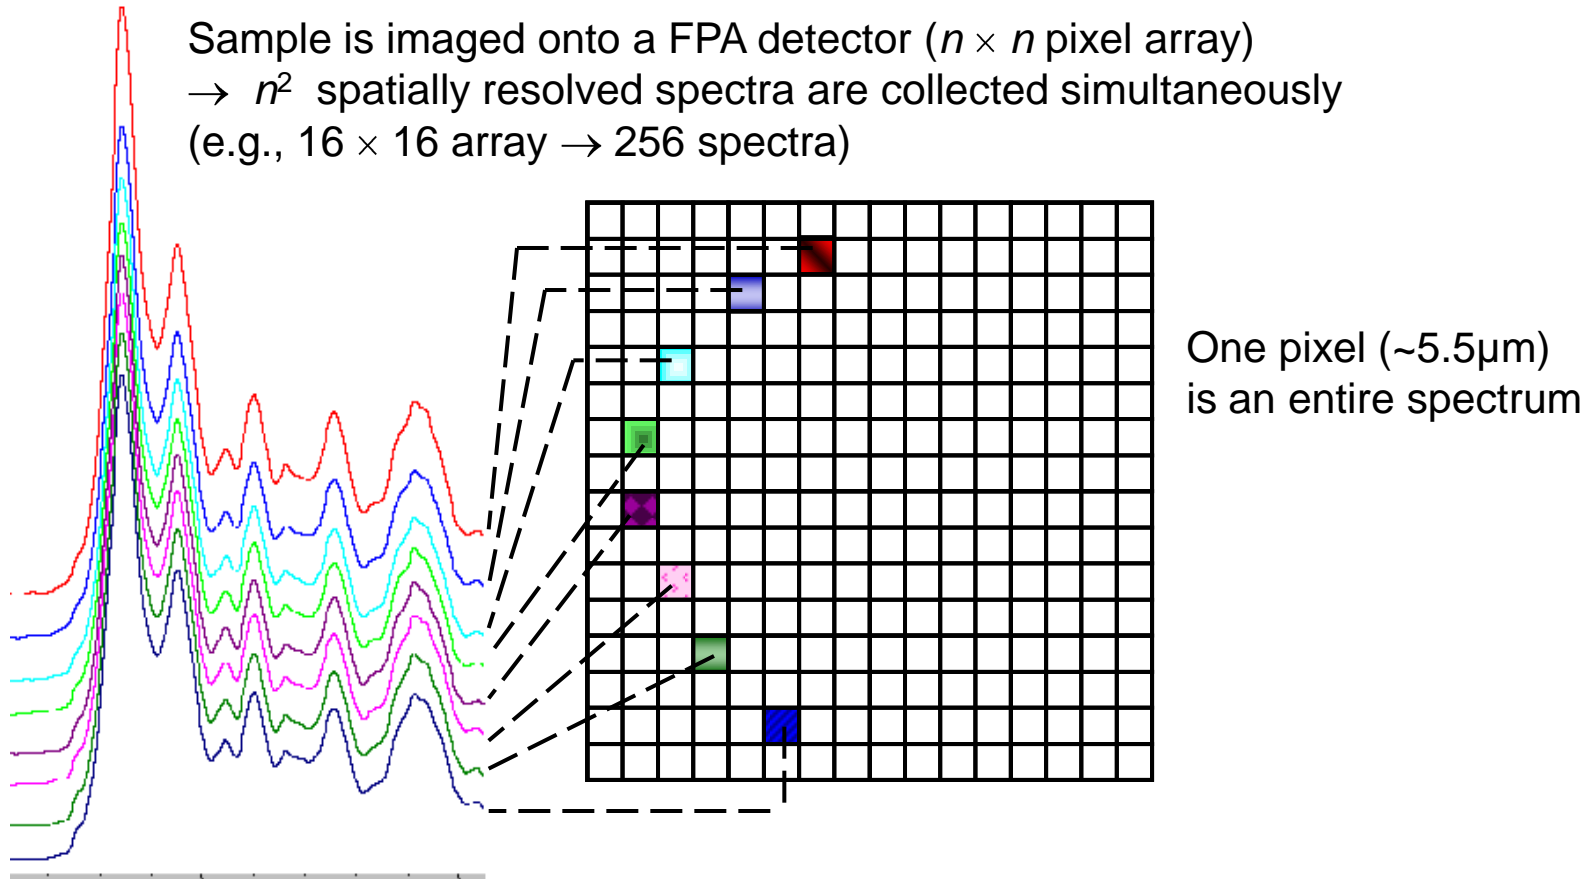 Sample is imaged onto a FPA detector (n × n pixel array)
→ n² spatially resolved spectra are collected simultaneously
(e.g., 16 × 16 array → 256 spectra)
One pixel (~5.5µm)
is an entire spectrum